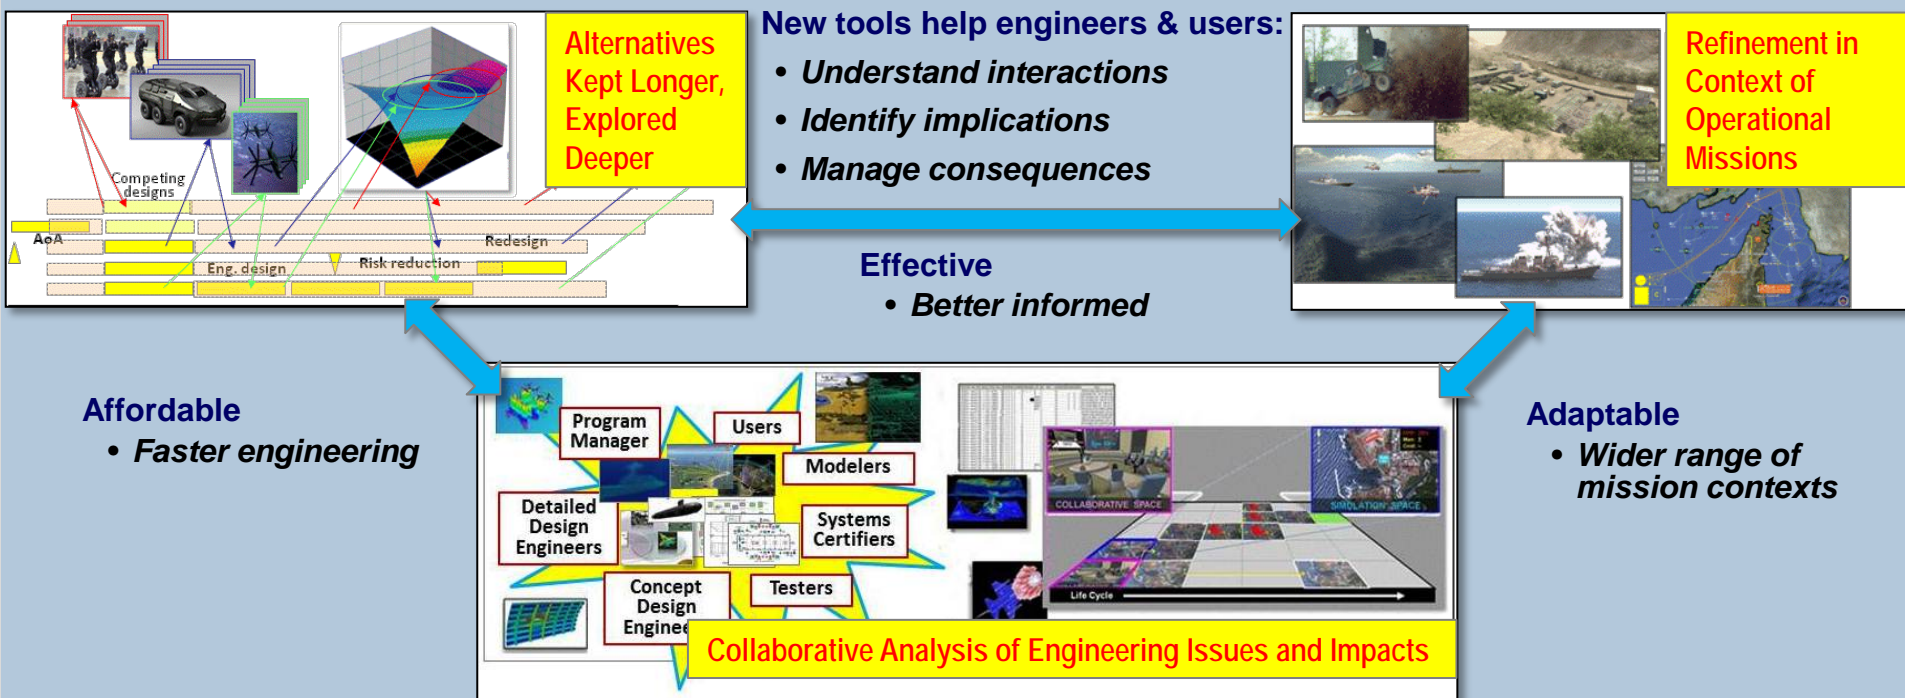 Alternatives
Kept Longer,
Explored
Deeper
Competing
designs
AoA
Redesign
Eng. design
Risk reduction
New tools help engineers & users:
• Understand interactions
• Identify implications
• Manage consequences
Refinement in
Context of
Operational
Missions
Effective
• Better informed
Affordable
• Faster engineering
Adaptable
• Wider range of
mission contexts
Program
Manager
Users
Modelers
Detailed
Design
Engineers
Systems
Certifiers
Concept
Design
Testers
COLLABORATIVE SPACE
SIMULATION SPACE
Life Cycle
Collaborative Analysis of Engineering Issues and Impacts